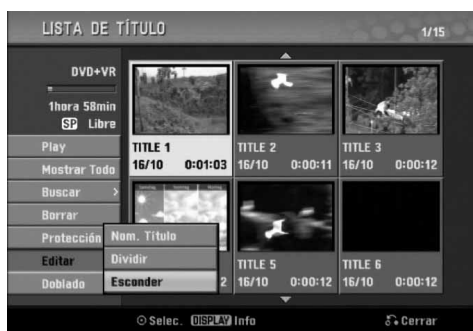 LISTA DE TÍTULO
1/15
DVD+VR
1hora 58min
SP Libre
Play
Mostrar Todo
Buscar >
Borrar
Protección
Editar
Doblado
Nom. Título
Dividir
Esconder
TITLE 1
16/10 0:01:03
TITLE 2
16/10 0:00:11
TITLE 3
16/10 0:00:12
2
TITLE 5
16/10 0:00:12
TITLE 6
16/10 0:00:12
Selec. DISPLAY Info
Cerrar